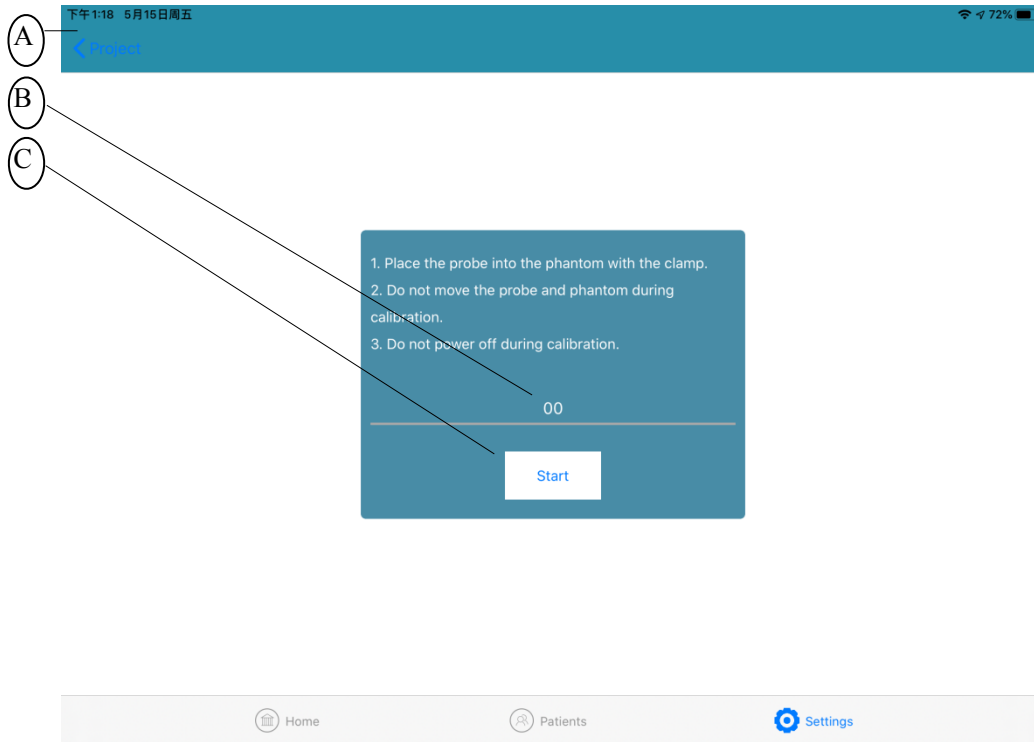 下午1:18 5月15日周五
72%
A
Project
B
C
1. Place the probe into the phantom with the clamp.
2. Do not move the probe and phantom during
calibration.
3. Do not power off during calibration.
00
Start
Home
Patients
Settings